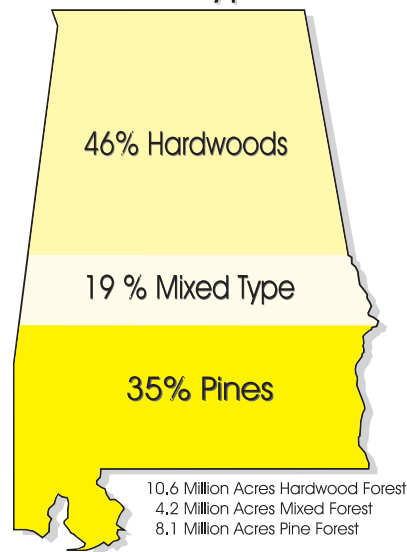 46% Hardwoods
19 % Mixed Type
35% Pines
10.6 Million Acres Hardwood Forest
4.2 Million Acres Mixed Forest
8.1 Million Acres Pine Forest